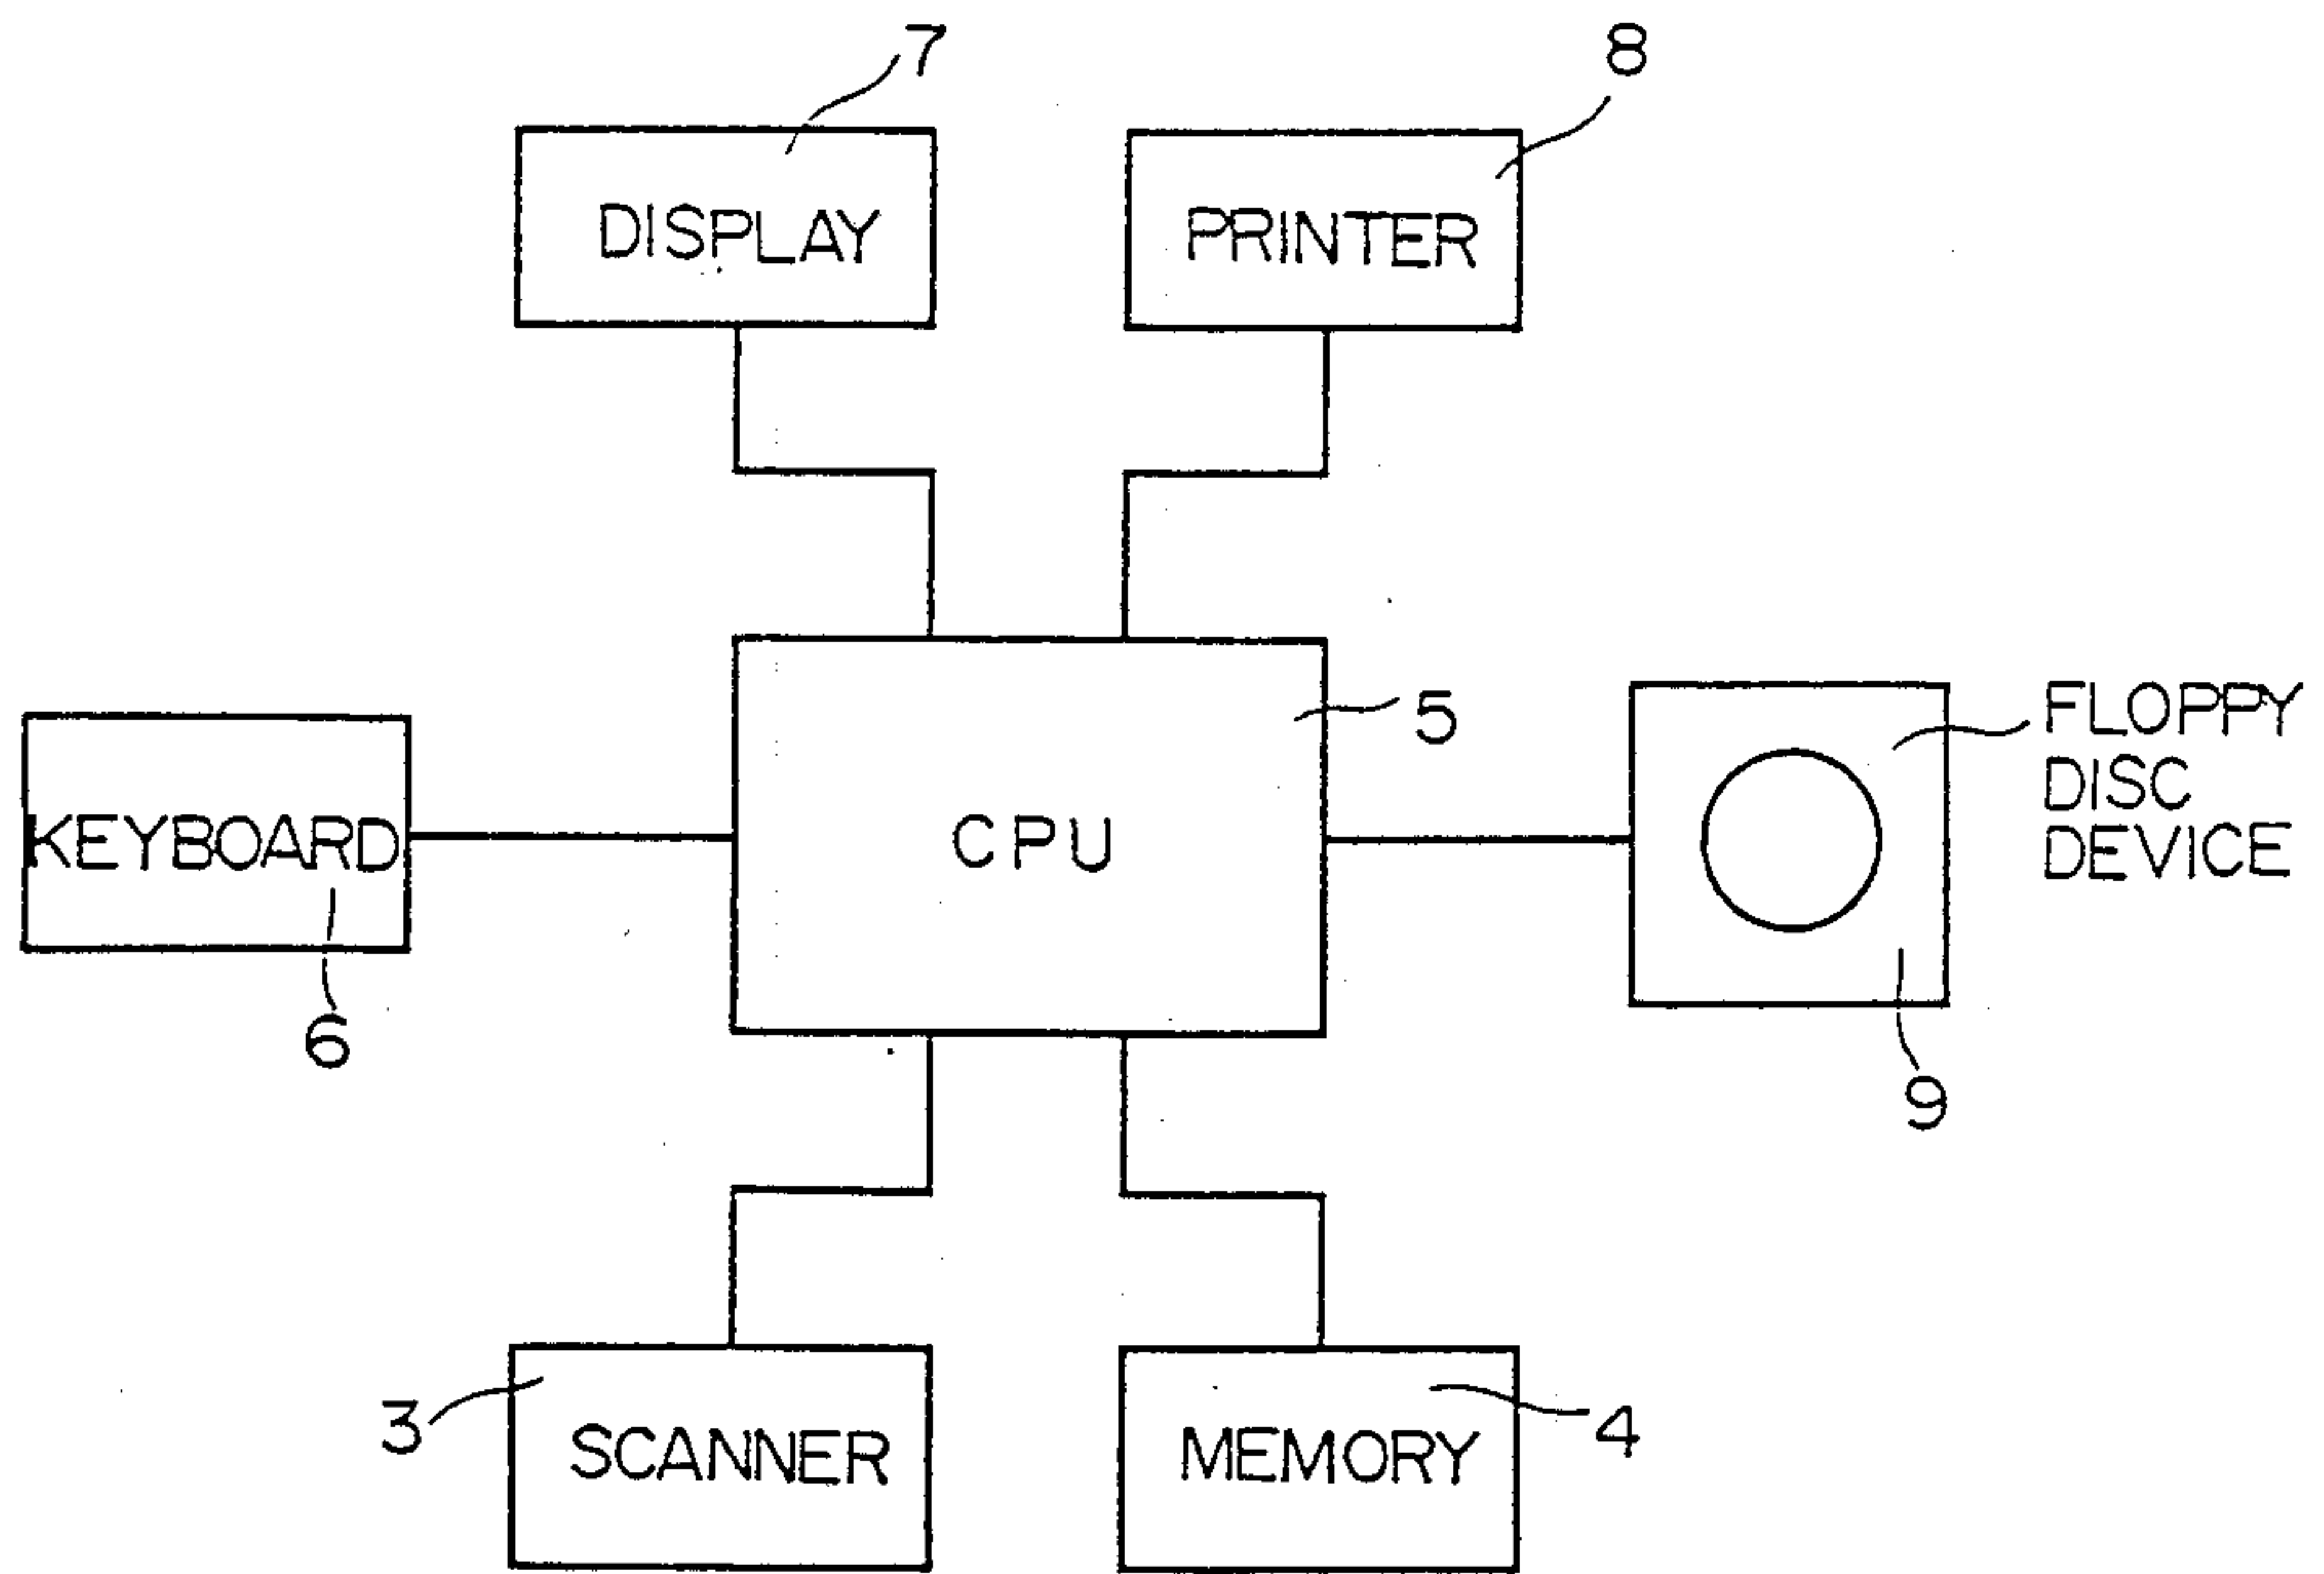 7
8
DISPLAY
PRINTER
5
FLOPPY
DISC
DEVICE
KEYBOARD
CPU
6
9
3
SCANNER
MEMORY
4